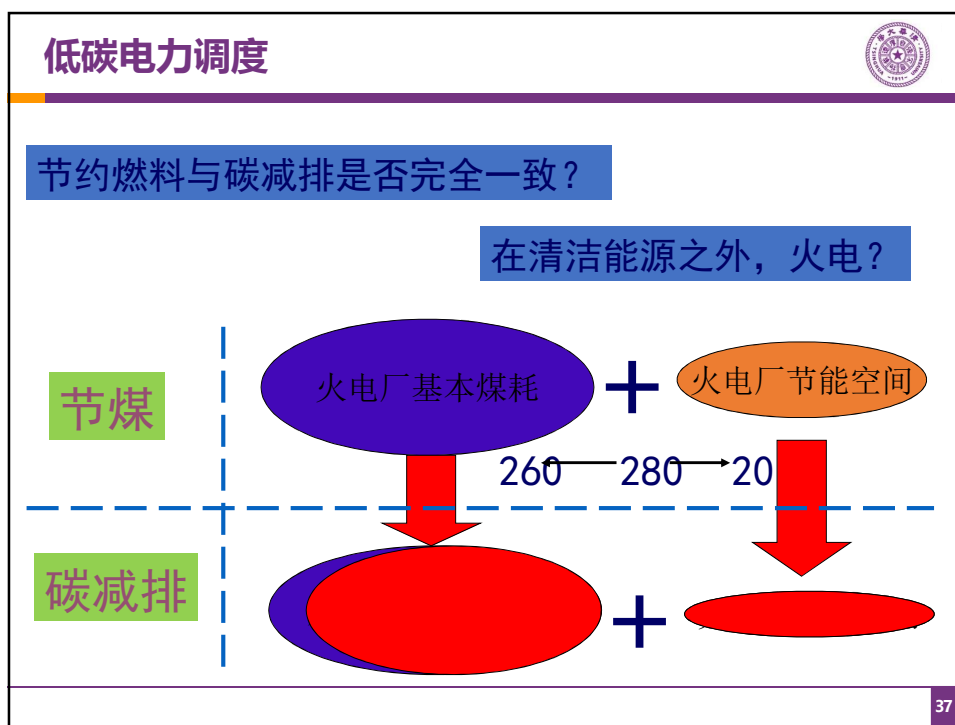 低碳电力调度
节约燃料与碳减排是否完全一致？
在清洁能源之外，火电？
节煤
火电厂基本煤耗
+
火电厂节能空间
260
280
20
碳减排
+
37